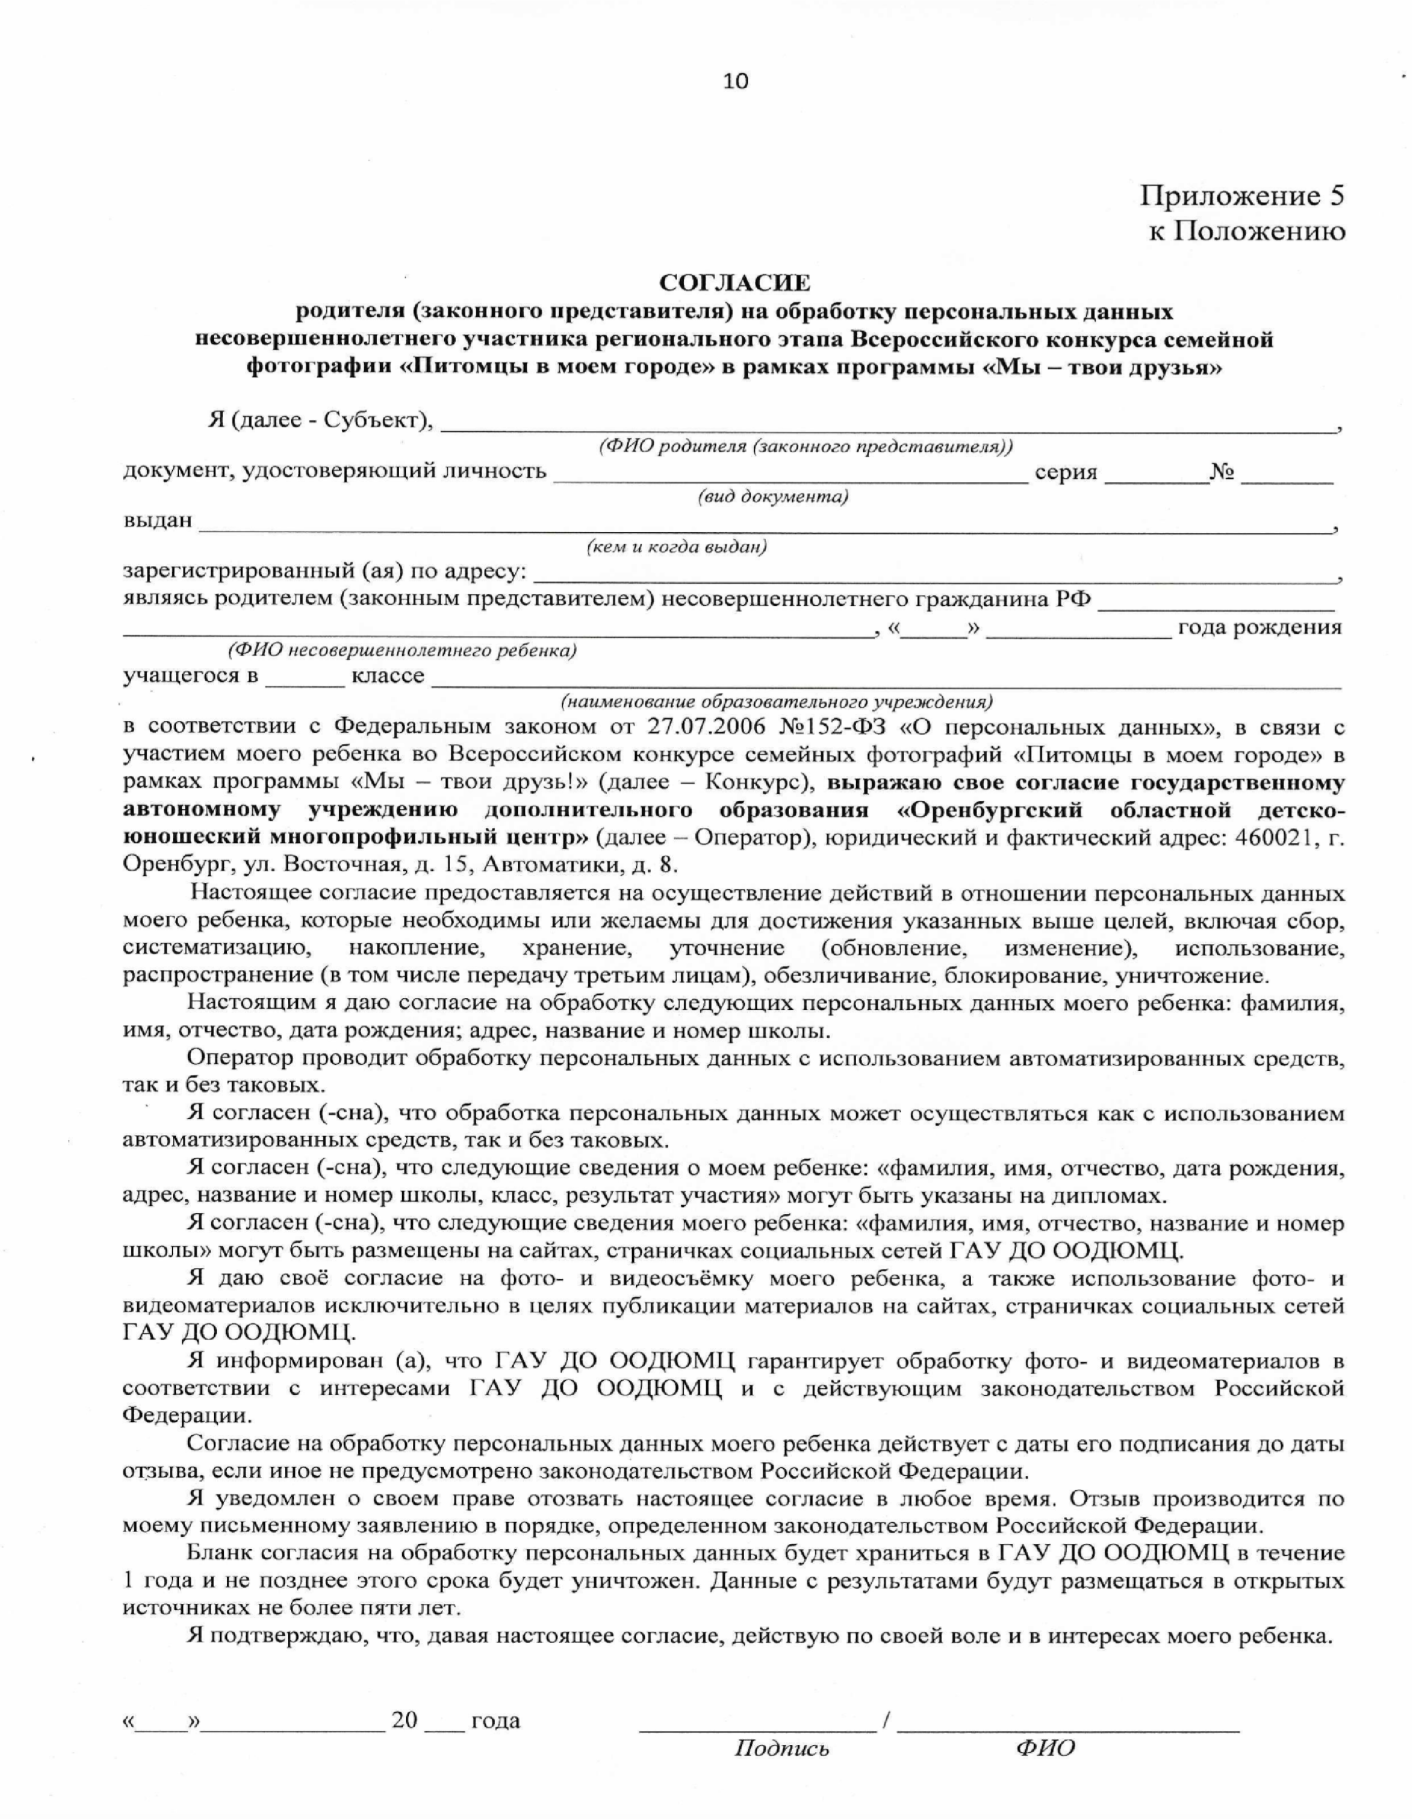 10
Приложение 5
к Положению
СОГЛАСИЕ
родителя (законного представителя) на обработку персональных данных
несовершеннолетнего участника регионального этапа Всероссийского конкурса семейной
фотографии «Питомцы в моем городе» в рамках программы «Мы – твои друзья»
Я (далее - Субъект), ___,
(ФИО родителя (законного представителя))
документ, удостоверяющий личность ___ серия ___ № ___
(вид документа)
выдан ___,
(кем и когда выдан)
зарегистрированный (ая) по адресу: ___,
являясь родителем (законным представителем) несовершеннолетнего гражданина РФ ___
___, «___» ___ года рождения
(ФИО несовершеннолетнего ребенка)
учащегося в ___ классе ___
(наименование образовательного учреждения)
в соответствии с Федеральным законом от 27.07.2006 №152-ФЗ «О персональных данных», в связи с
участием моего ребенка во Всероссийском конкурсе семейных фотографий «Питомцы в моем городе» в
рамках программы «Мы – твои друзь!» (далее – Конкурс), выражаю свое согласие государственному
автономному учреждению дополнительного образования «Оренбургский областной детско-
юношеский многопрофильный центр» (далее – Оператор), юридический и фактический адрес: 460021, г.
Оренбург, ул. Восточная, д. 15, Автоматики, д. 8.
Настоящее согласие предоставляется на осуществление действий в отношении персональных данных
моего ребенка, которые необходимы или желаемы для достижения указанных выше целей, включая сбор,
систематизацию, накопление, хранение, уточнение (обновление, изменение), использование,
распространение (в том числе передачу третьим лицам), обезличивание, блокирование, уничтожение.
Настоящим я даю согласие на обработку следующих персональных данных моего ребенка: фамилия,
имя, отчество, дата рождения; адрес, название и номер школы.
Оператор проводит обработку персональных данных с использованием автоматизированных средств,
так и без таковых.
Я согласен (-сна), что обработка персональных данных может осуществляться как с использованием
автоматизированных средств, так и без таковых.
Я согласен (-сна), что следующие сведения о моем ребенке: «фамилия, имя, отчество, дата рождения,
адрес, название и номер школы, класс, результат участия» могут быть указаны на дипломах.
Я согласен (-сна), что следующие сведения моего ребенка: «фамилия, имя, отчество, название и номер
школы» могут быть размещены на сайтах, страничках социальных сетей ГАУ ДО ООДЮМЦ.
Я даю своё согласие на фото- и видеосъёмку моего ребенка, а также использование фото- и
видеоматериалов исключительно в целях публикации материалов на сайтах, страничках социальных сетей
ГАУ ДО ООДЮМЦ.
Я информирован (а), что ГАУ ДО ООДЮМЦ гарантирует обработку фото- и видеоматериалов в
соответствии с интересами ГАУ ДО ООДЮМЦ и с действующим законодательством Российской
Федерации.
Согласие на обработку персональных данных моего ребенка действует с даты его подписания до даты
отзыва, если иное не предусмотрено законодательством Российской Федерации.
Я уведомлен о своем праве отозвать настоящее согласие в любое время. Отзыв производится по
моему письменному заявлению в порядке, определенном законодательством Российской Федерации.
Бланк согласия на обработку персональных данных будет храниться в ГАУ ДО ООДЮМЦ в течение
1 года и не позднее этого срока будет уничтожен. Данные с результатами будут размещаться в открытых
источниках не более пяти лет.
Я подтверждаю, что, давая настоящее согласие, действую по своей воле и в интересах моего ребенка.
«___»___ 20 ___ года ___ / ___
Подпись ФИО